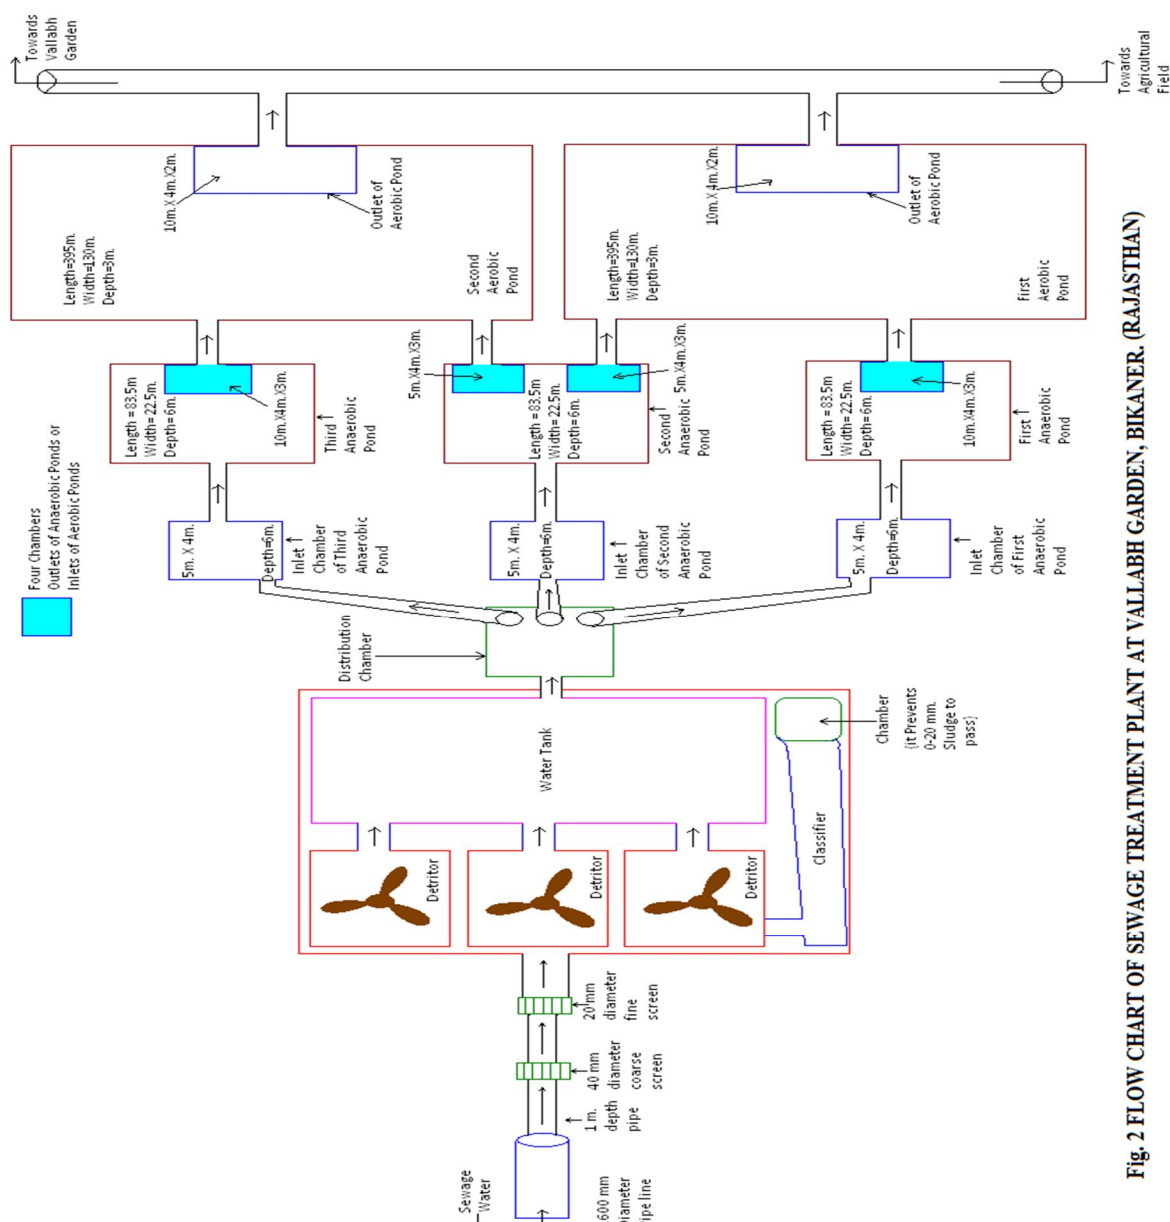 Sewage
Water
600 mm
Diameter
pipe line
1 m.
depth
pipe
40 mm
diameter
coarse
screen
20 mm
diameter
fine
screen
Detritor
Detritor
Detritor
Classifier
Water Tank
Chamber
(it Prevents
0-20 mm.
Sludge to
pass)
Distribution
Chamber
Four Chambers
Outlets of Anaerobic Ponds or
Inlets of Aerobic Ponds
5m. X 4m.
Depth=6m.
Inlet
Chamber
of Third
Anaerobic
Pond
5m. X 4m.
Depth=6m.
Inlet
Chamber
of Second
Anaerobic
Pond
5m. X 4m.
Depth=6m.
Inlet
Chamber
of First
Anaerobic
Pond
Length = 83.5m
Width= 22.5m.
Depth=6m.
10m.X4m.X3m.
Third
Anaerobic
Pond
5m.X4m.X3m.
Length = 83.5m
Width= 22.5m.
Depth=6m.
5m.X4m.X3m.
Second
Anaerobic
Pond
Length = 83.5m
Width= 22.5m.
Depth=6m.
10m.X4m.X3m.
First
Anaerobic
Pond
Length=395m.
Width=130m.
Depth=3m.
Second
Aerobic
Pond
10m.X 4m.X2m.
Outlet of
Aerobic Pond
Length=395m.
Width=130m.
Depth=3m.
First
Aerobic
Pond
10m.X 4m.X2m.
Outlet of
Aerobic Pond
Towards
Vallabh
Garden
Towards
Agricultural
Field
Fig. 2 FLOW CHART OF SEWAGE TREATMENT PLANT AT VALLABH GARDEN, BIKANER. (RAJASTHAN)